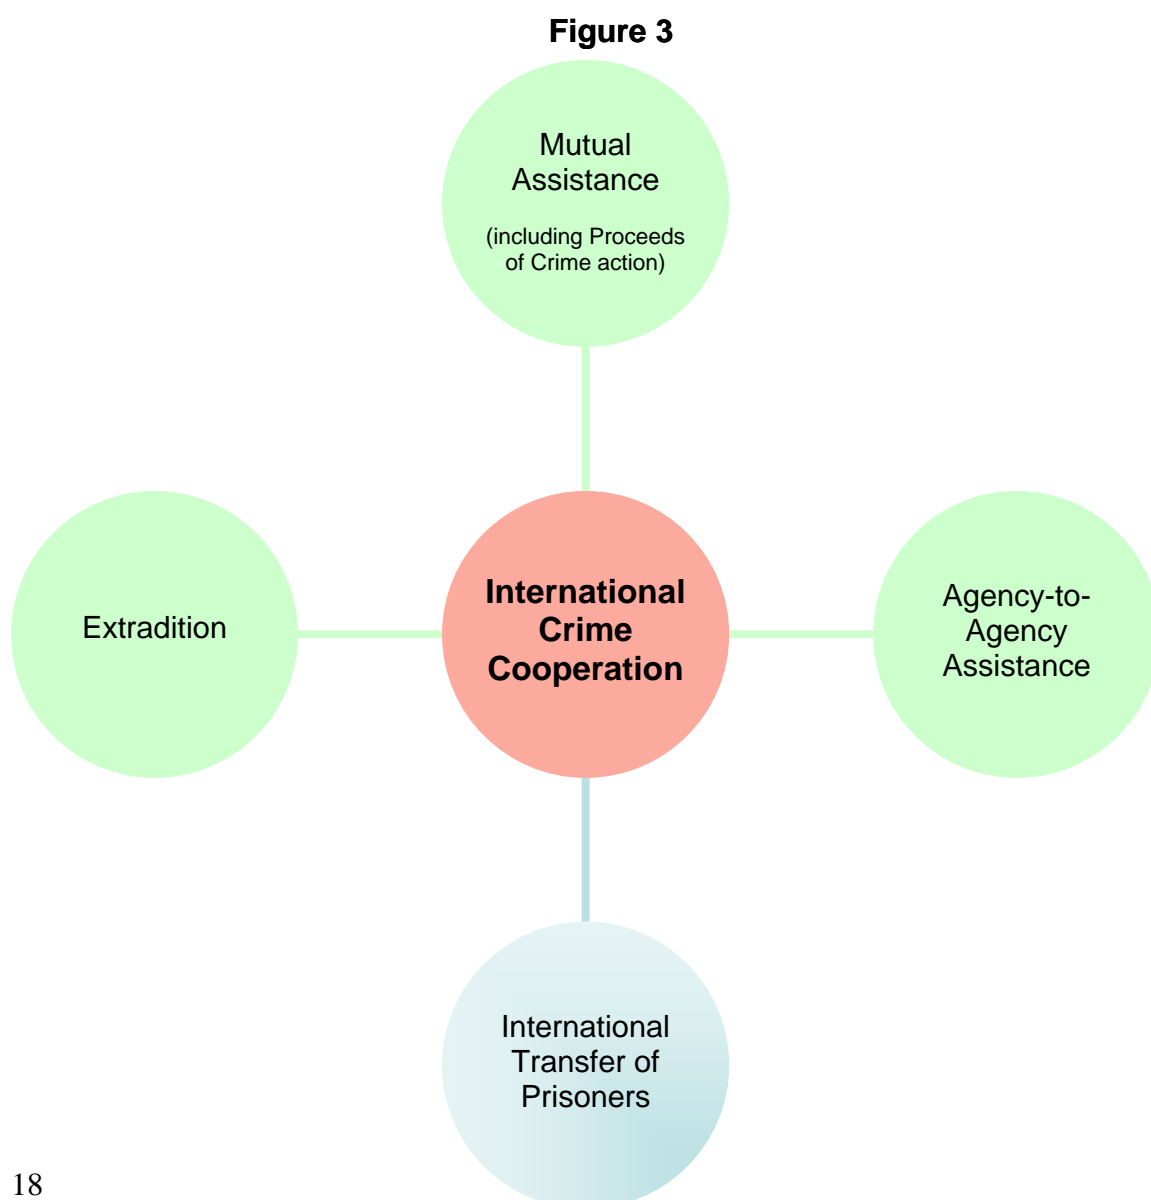 Figure 3
Mutual
Assistance
(including Proceeds
of Crime action)
Extradition
International
Crime
Cooperation
Agency-to-
Agency
Assistance
International
Transfer of
Prisoners
18